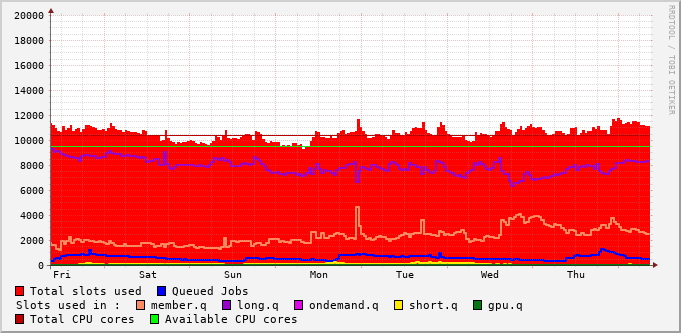 RRDTOOL / TOBI OETIKER
20000
18000
16000
14000
12000
10000
8000
6000
4000
2000
0
Fri Sat Sun Mon Tue Wed Thu
Total slots used Queued Jobs
Slots used in : member.q long.q ondemand.q short.q gpu.q
Total CPU cores Available CPU cores